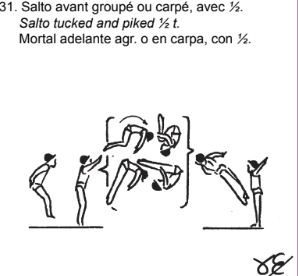 31. Salto avant groupé ou carpé, avec ½.
Salto tucked and piked ½ t.
Mortal adelante agr. o en carpa, con ½.